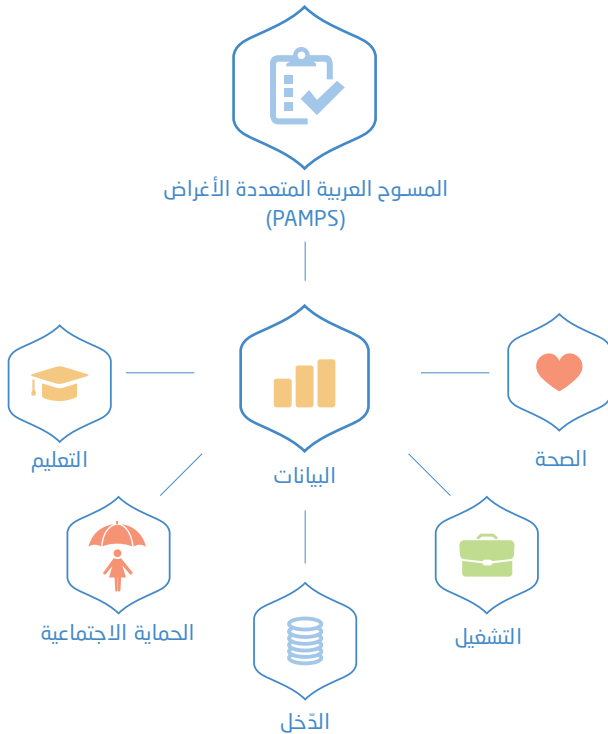 المسوح العربية المتعددة الأغراض
(PAMPS)
الصحة
التعليم
البيانات
التشغيل
الحماية الاجتماعية
الدّخل